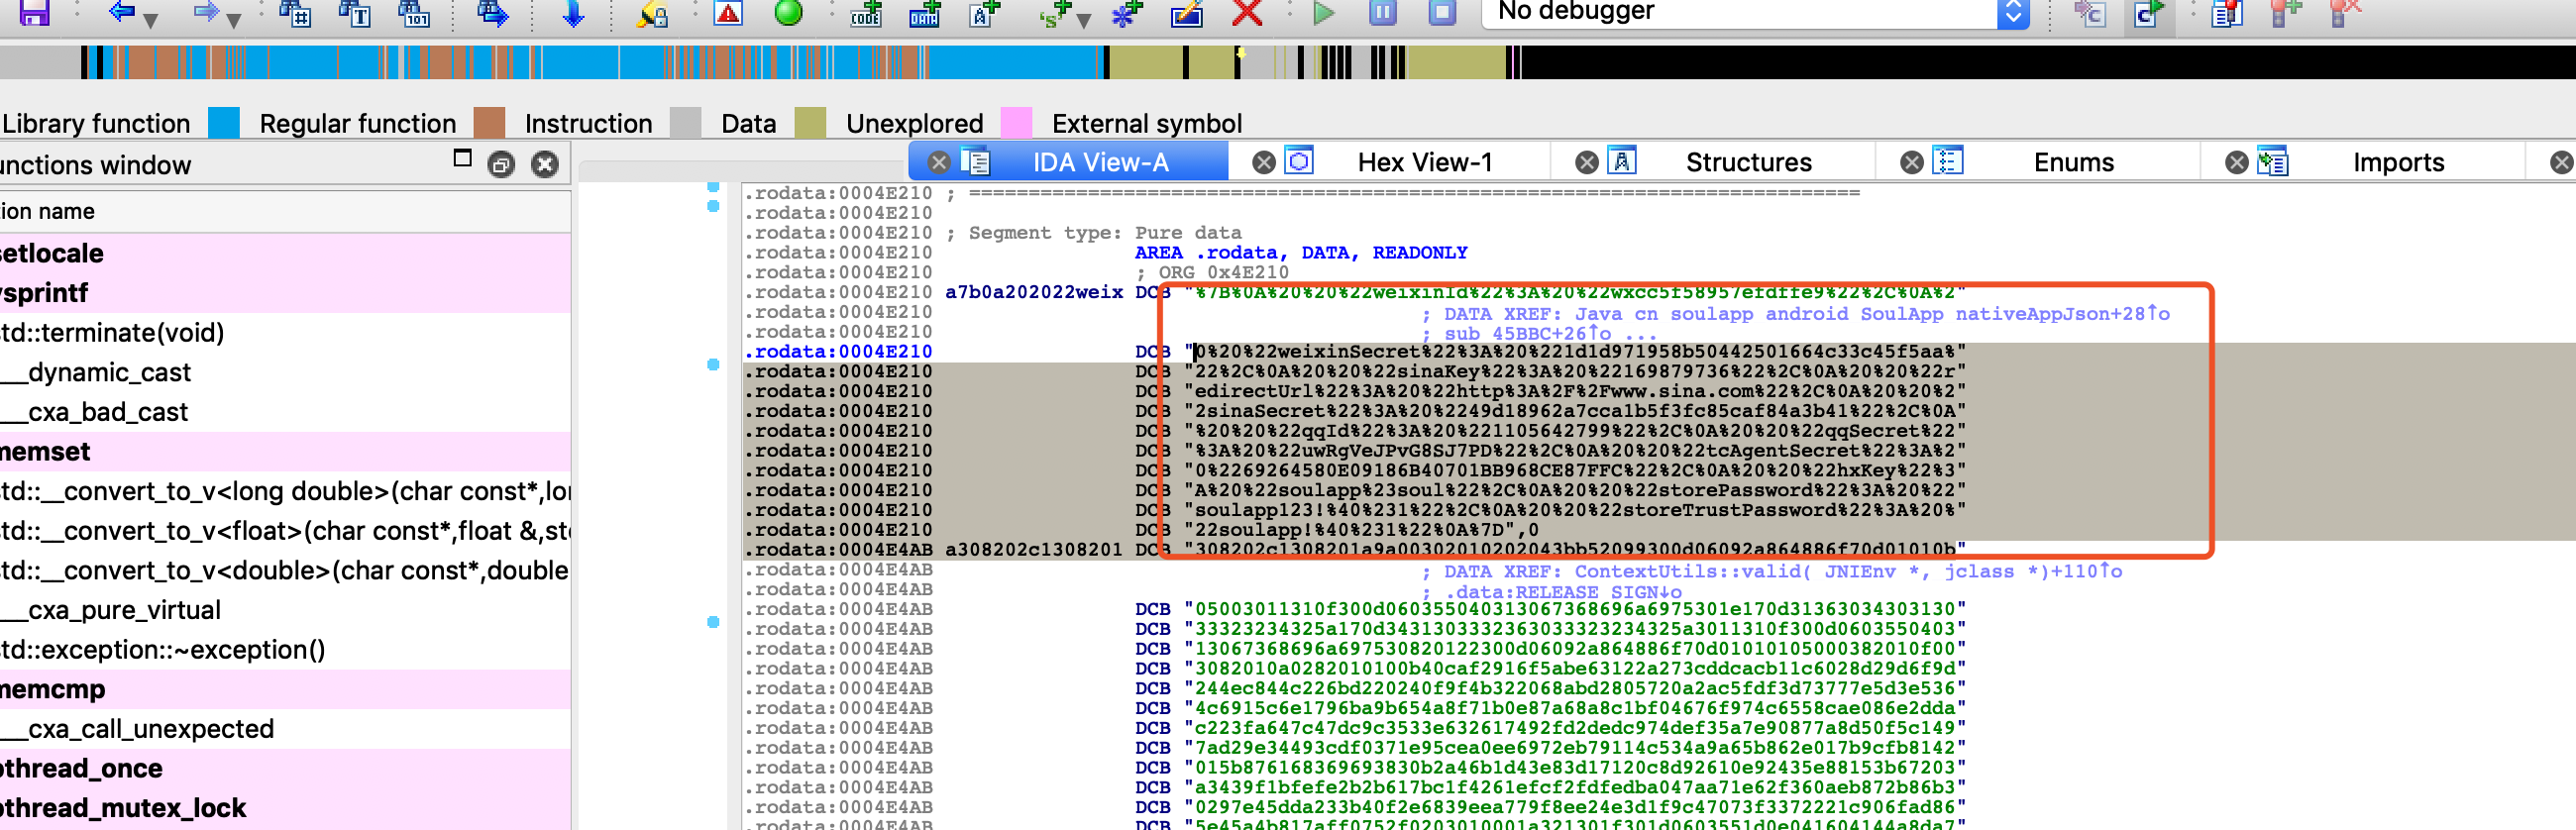 No debugger
Library function Regular function Instruction Data Unexplored External symbol
unctions window
IDA View-A Hex View-1 Structures Enums Imports
tion name
setlocale
vsprintf
std::terminate(void)
___dynamic_cast
___cxa_bad_cast
memset
std::__convert_to_v<long double>(char const*,lo
std::__convert_to_v<float>(char const*,float &,st
std::__convert_to_v<double>(char const*,double
___cxa_pure_virtual
std::exception::~exception()
memcmp
___cxa_call_unexpected
pthread_once
pthread_mutex_lock
.rodata:0004E210 ; ===========================================================================
.rodata:0004E210
.rodata:0004E210 ; Segment type: Pure data
.rodata:0004E210 AREA .rodata, DATA, READONLY
.rodata:0004E210 ; ORG 0x4E210
.rodata:0004E210 a7b0a202022weix DCB "%7B%0A%20%20%22weixinId%22%3A%20%22wxcc5f58957efdffe9%22%2C%0A%2"
.rodata:0004E210 ; DATA XREF: Java cn soulapp android SoulApp nativeAppJson+28↑o
.rodata:0004E210 ; sub 45BBC+26↑o ...
.rodata:0004E210 DCB "0%20%22weixinSecret%22%3A%20%221d1d971958b50442501664c33c45f5aa%"
.rodata:0004E210 DCB "22%2C%0A%20%20%22sinaKey%22%3A%20%22169879736%22%2C%0A%20%20%22r"
.rodata:0004E210 DCB "edirectUrl%22%3A%20%22http%3A%2F%2Fwww.sina.com%22%2C%0A%20%20%2"
.rodata:0004E210 DCB "2sinaSecret%22%3A%20%2249d18962a7cca1b5f3fc85caf84a3b41%22%2C%0A"
.rodata:0004E210 DCB "%20%20%22qqId%22%3A%20%221105642799%22%2C%0A%20%20%22qqSecret%22"
.rodata:0004E210 DCB "%3A%20%22uwRgVeJPvG8SJ7PD%22%2C%0A%20%20%22tcAgentSecret%22%3A%2"
.rodata:0004E210 DCB "0%2269264580E09186B40701BB968CE87FFC%22%2C%0A%20%20%22hxKey%22%3"
.rodata:0004E210 DCB "A%20%22soulapp%23soul%22%2C%0A%20%20%22storePassword%22%3A%20%22"
.rodata:0004E210 DCB "soulapp123!%40%231%22%2C%0A%20%20%22storeTrustPassword%22%3A%20%"
.rodata:0004E210 DCB "22soulapp!%40%231%22%0A%7D",0
.rodata:0004E4AB a308202c1308201 DCB "308202c1308201a9a00302010202043bb52099300d06092a864886f70d01010b"
.rodata:0004E4AB ; DATA XREF: ContextUtils::valid( JNIEnv *, jclass *)+110↑o
.rodata:0004E4AB ; .data:RELEASE SIGN↓o
.rodata:0004E4AB DCB "05003011310f300d060355040313067368696a6975301e170d31363034303130"
.rodata:0004E4AB DCB "33323234325a170d3431303332363033323234325a3011310f300d0603550403"
.rodata:0004E4AB DCB "13067368696a697530820122300d06092a864886f70d01010105000382010f00"
.rodata:0004E4AB DCB "3082010a0282010100b40caf2916f5abe63122a273cddcacb11c6028d29d6f9d"
.rodata:0004E4AB DCB "244ec844c226bd220240f9f4b322068abd2805720a2ac5fdf3d73777e5d3e536"
.rodata:0004E4AB DCB "4c6915c6e1796ba9b654a8f71b0e87a68a8c1bf04676f974c6558cae086e2dda"
.rodata:0004E4AB DCB "c223fa647c47dc9c3533e632617492fd2dedc974def35a7e90877a8d50f5c149"
.rodata:0004E4AB DCB "7ad29e34493cdf0371e95cea0ee6972eb79114c534a9a65b862e017b9cfb8142"
.rodata:0004E4AB DCB "015b876168369693830b2a46b1d43e83d17120c8d92610e92435e88153b67203"
.rodata:0004E4AB DCB "a3439f1bfefe2b2b617bc1f4261efcf2fdfedba047aa71e62f360aeb872b86b3"
.rodata:0004E4AB DCB "0297e45dda233b40f2e6839eea779f8ee24e3d1f9c47073f3372221c906fad86"
.rodata:0004E4AB DCB "5e45a4b817aff0752f0203010001a321301f301d0603551d0e041604144a8da7"